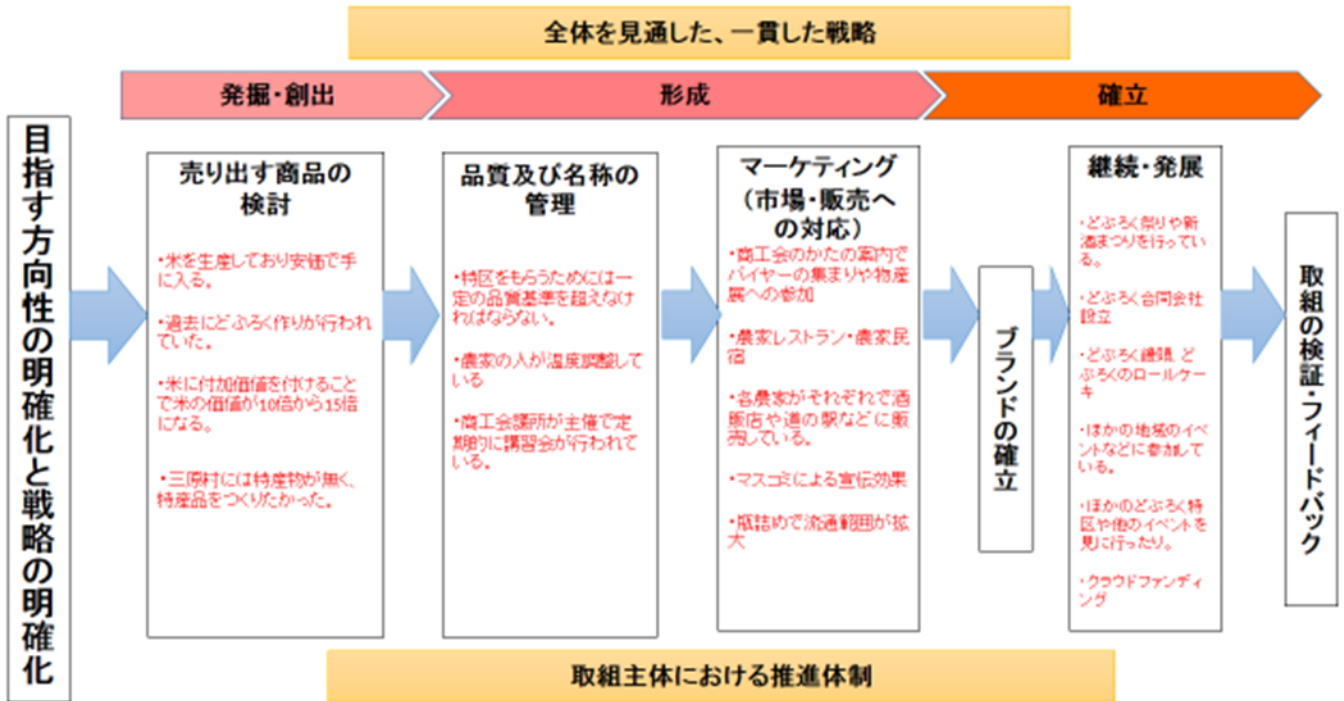 全体を見通した、一貫した戦略
発掘・創出
形成
確立
目指す方向性の明確化と戦略の明確化
売り出す商品の
検討
・米を生産しており安価で手
に入る。
・過去にどぶろく作りが行われ
ていた。
・米に付加価値を付けること
で米の価値が10倍から15倍
になる。
・三原村には特産物が無く、
特産品をつくりたかった。
品質及び名称の
管理
・特区をもらうためには一
定の品質基準を超えなけ
ればならない。
・農家の人が温度調整して
いる
・商工会議所が主催で定
期的に講習会が行われて
いる。
マーケティング
（市場・販売へ
の対応）
・商工会のかたの案内で
バイヤーの集まりや物産
展への参加
・農家レストラン・農家民
宿
・各農家がそれぞれで酒
販店や道の駅などに販
売している。
・マスコミによる宣伝効果
・瓶詰めで流通範囲が拡
大
ブランドの確立
継続・発展
・どぶろく祭りや新
酒まつりを行ってい
る。
・どぶろく合同会社
設立
・どぶろく饅頭、ど
ぶろくのロールケー
キ
・ほかの地域のイベ
ントなどに参加して
いる。
・ほかのどぶろく特
区や他のイベントを
見に行ったり。
・クラウドファンディ
ング
取組の検証・フィードバック
取組主体における推進体制